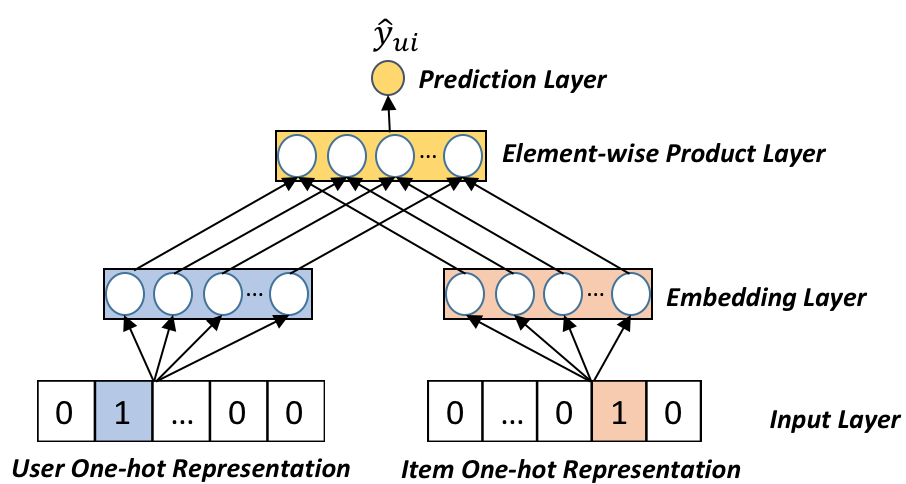 ŷui
Prediction Layer
...
Element-wise Product Layer
...
...
Embedding Layer
0 1 ... 0 0
0 ... 0 1 0
Input Layer
User One-hot Representation
Item One-hot Representation